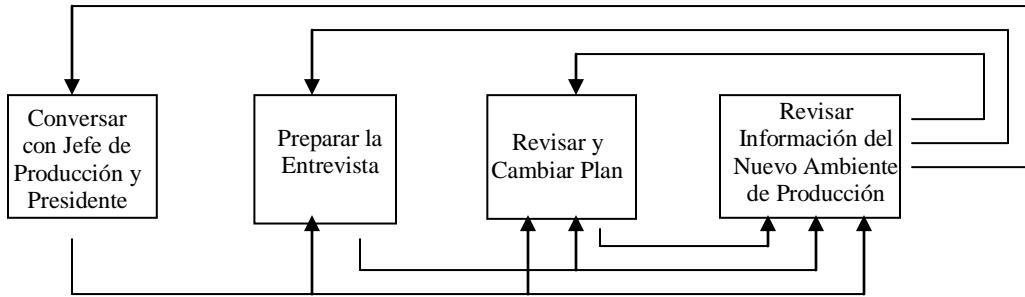 Conversar
con Jefe de
Producción y
Presidente
Preparar la
Entrevista
Revisar y
Cambiar Plan
Revisar
Información del
Nuevo Ambiente
de Producción